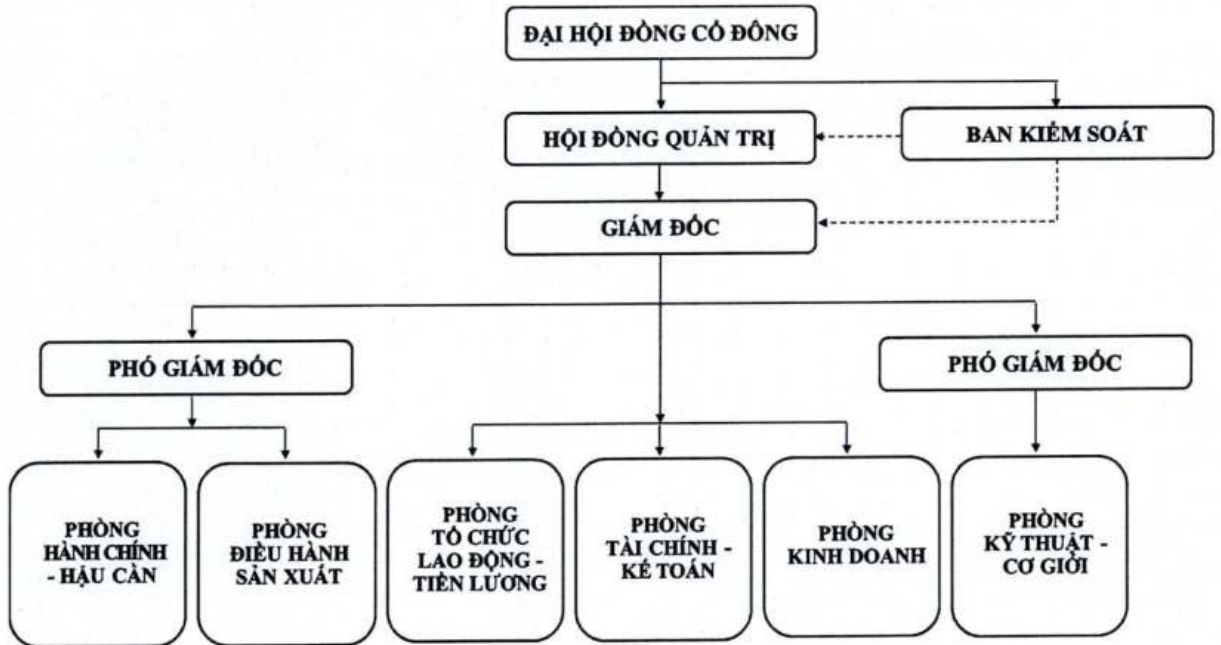 ĐẠI HỘI ĐỒNG CỔ ĐÔNG
HỘI ĐỒNG QUẢN TRỊ
BAN KIỂM SOÁT
GIÁM ĐỐC
PHÓ GIÁM ĐỐC
PHÓ GIÁM ĐỐC
PHÒNG
HÀNH CHÍNH
- HẬU CẦN
PHÒNG
ĐIỀU HÀNH
SẢN XUẤT
PHÒNG
TỔ CHỨC
LAO ĐỘNG -
TIỀN LƯƠNG
PHÒNG
TÀI CHÍNH -
KẾ TOÁN
PHÒNG
KINH DOANH
PHÒNG
KỸ THUẬT -
CƠ GIỚI